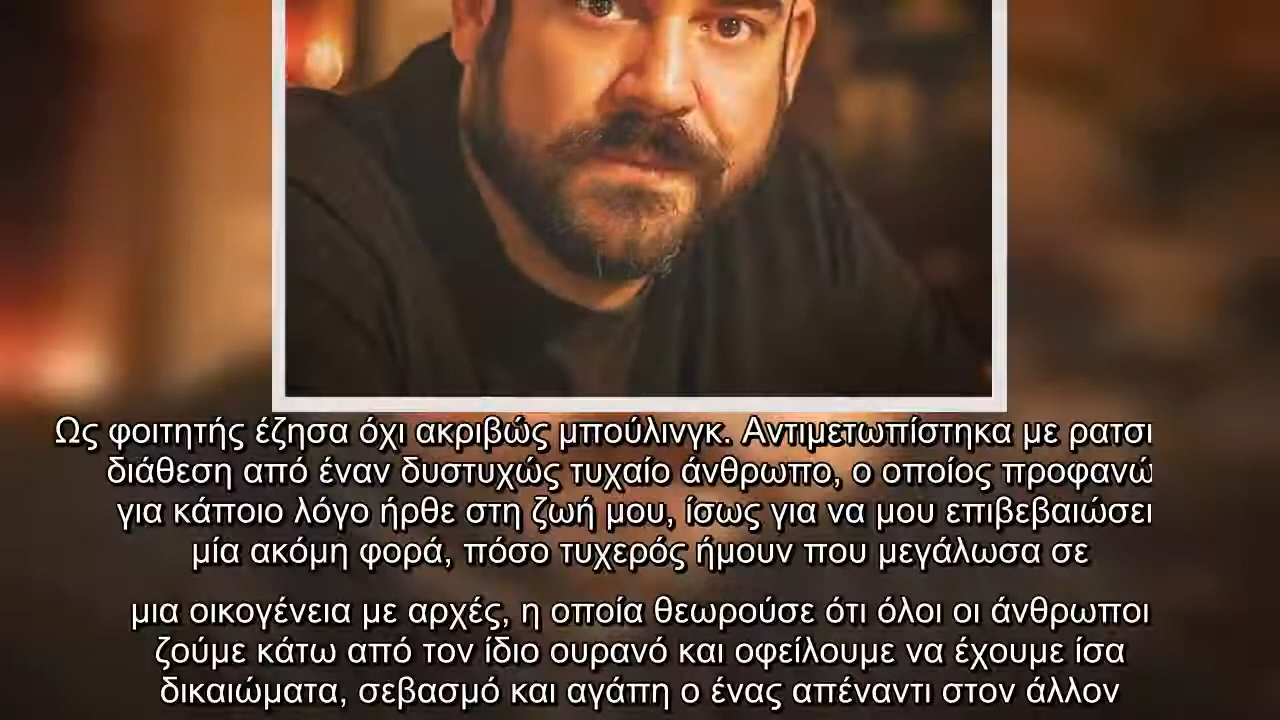 Ως φοιτητής έζησα όχι ακριβώς μπούλινγκ. Αντιμετωπίστηκα με ρατσι
διάθεση από έναν δυστυχώς τυχαίο άνθρωπο, ο οποίος προφανώ
για κάποιο λόγο ήρθε στη ζωή μου, ίσως για να μου επιβεβαιώσει
μία ακόμη φορά, πόσο τυχερός ήμουν που μεγάλωσα σε
μια οικογένεια με αρχές, η οποία θεωρούσε ότι όλοι οι άνθρωποι
ζούμε κάτω από τον ίδιο ουρανό και οφείλουμε να έχουμε ίσα
δικαιώματα, σεβασμό και αγάπη ο ένας απέναντι στον άλλον